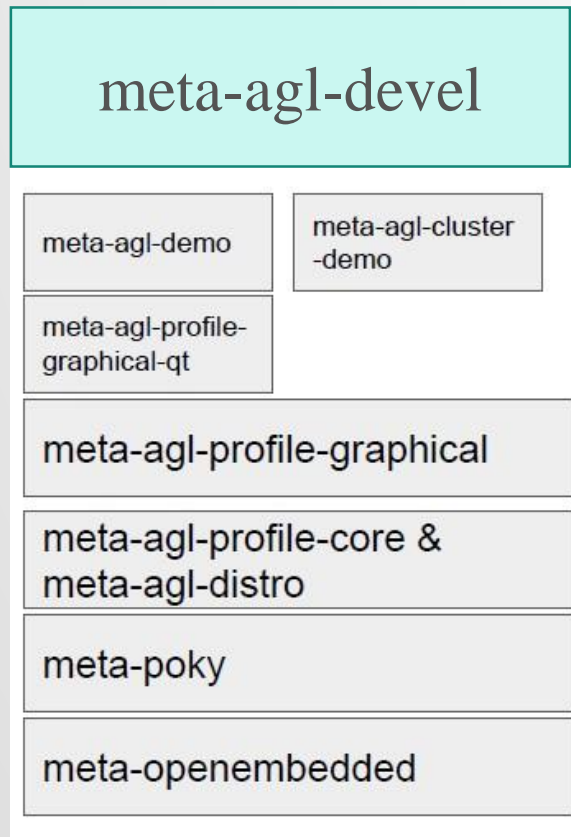 meta-agl-devel
meta-agl-demo
meta-agl-cluster
-demo
meta-agl-profile-
graphical-qt
meta-agl-profile-graphical
meta-agl-profile-core &
meta-agl-distro
meta-poky
meta-openembedded